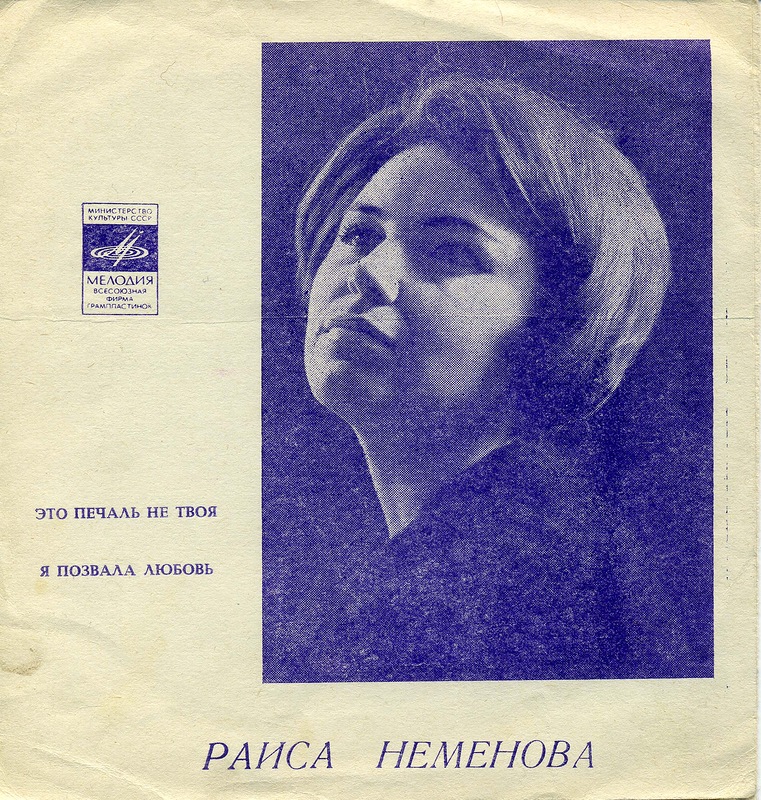 МИНИСТЕРСТВО
КУЛЬТУРЫ СССР
МЕЛОДИЯ
ВСЕСОЮЗНАЯ
ФИРМА
ГРАМПЛАСТИНОК
ЭТО ПЕЧАЛЬ НЕ ТВОЯ
Я ПОЗВАЛА ЛЮБОВЬ
РАИСА НЕМЕНОВА